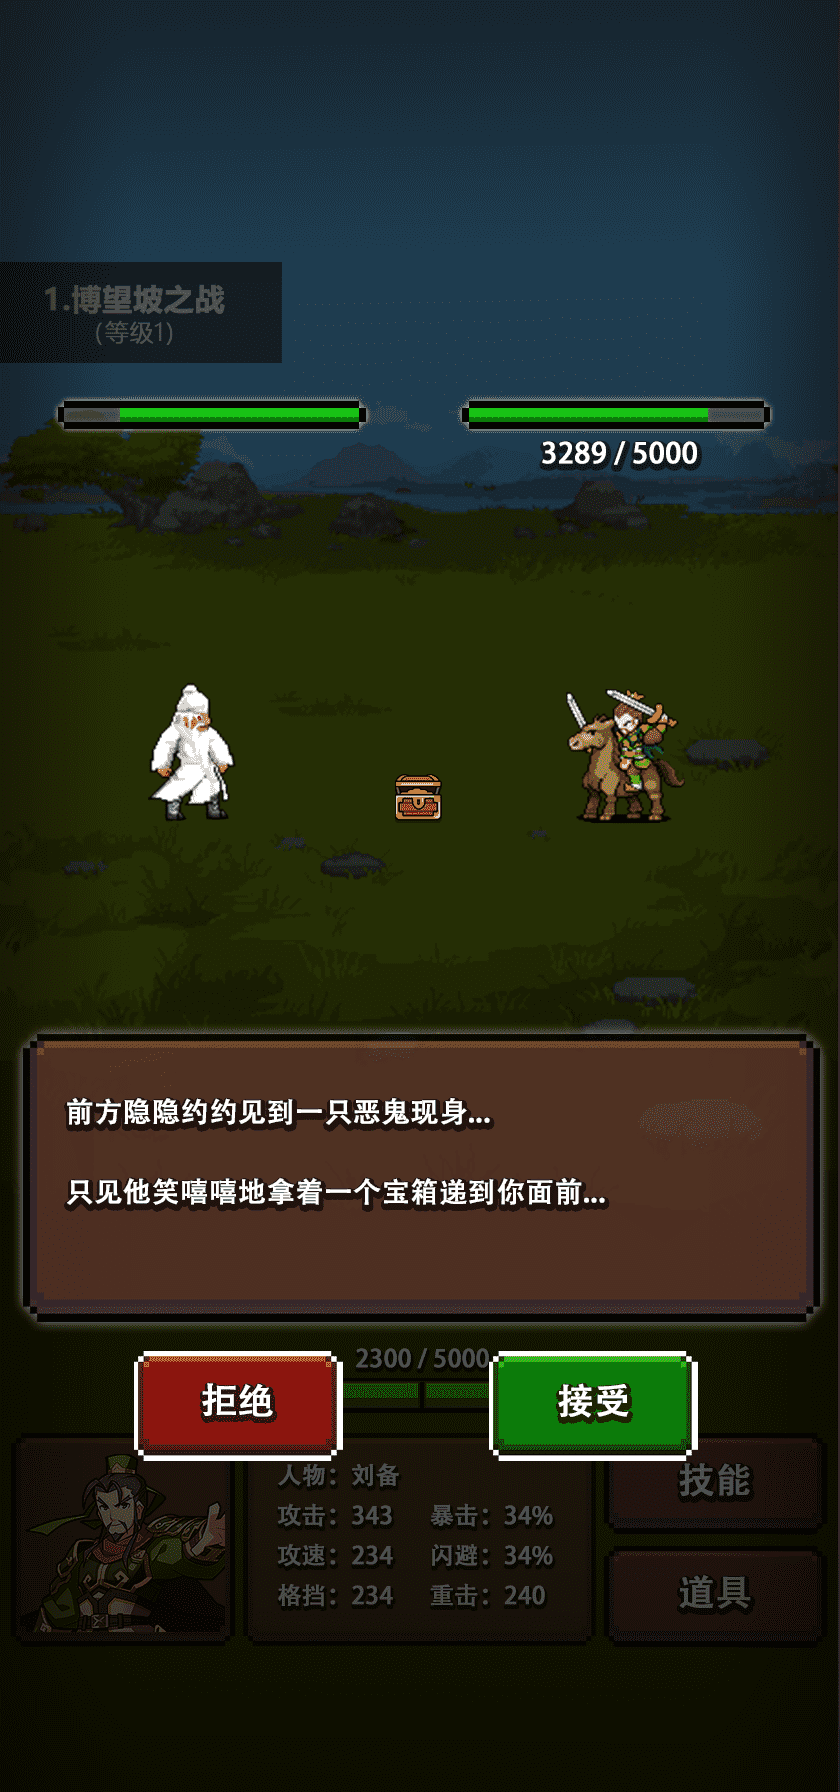 1.博望坡之战
(等级1)
3289 / 5000
前方隐隐约约见到一只恶鬼现身...
只见他笑嘻嘻地拿着一个宝箱递到你面前...
2300 / 5000
拒绝
接受
人物: 刘备
攻击: 343 暴击: 34%
攻速: 234 闪避: 34%
格挡: 234 重击: 240
技能
道具